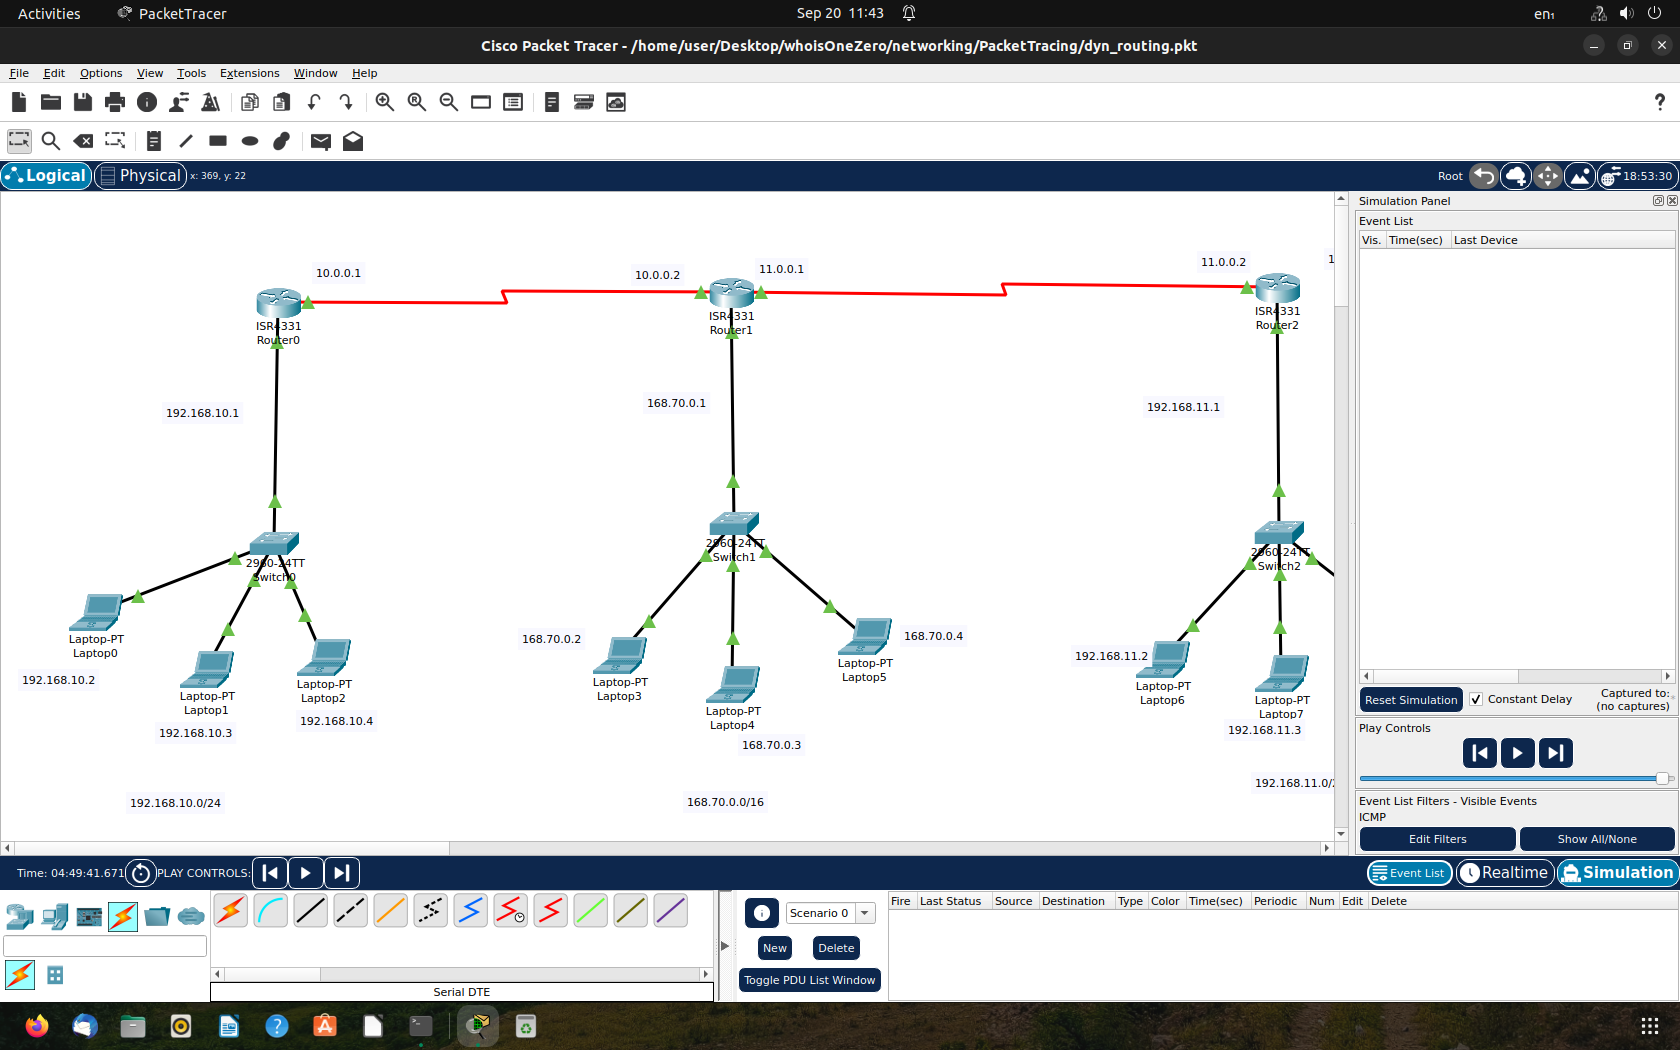 Activities
PacketTracer
Sep 20 11:43
en₁
Cisco Packet Tracer - /home/user/Desktop/whoisOneZero/networking/PacketTracing/dyn_routing.pkt
File Edit Options View Tools Extensions Window Help
Logical
Physical
x: 369, y: 22
Root
18:53:30
10.0.0.1
10.0.0.2
11.0.0.1
11.0.0.2
1
ISR4331
Router0
ISR4331
Router1
ISR4331
Router2
192.168.10.1
168.70.0.1
192.168.11.1
2960-24TT
Switch0
2960-24TT
Switch1
2960-24TT
Switch2
Laptop-PT
Laptop0
192.168.10.2
Laptop-PT
Laptop1
192.168.10.3
Laptop-PT
Laptop2
192.168.10.4
168.70.0.2
Laptop-PT
Laptop3
Laptop-PT
Laptop4
168.70.0.3
Laptop-PT
Laptop5
168.70.0.4
192.168.11.2
Laptop-PT
Laptop6
Laptop-PT
Laptop7
192.168.11.3
192.168.10.0/24
168.70.0.0/16
192.168.11.0/
Simulation Panel
Event List
Vis. Time(sec) Last Device
Reset Simulation
Constant Delay
Captured to:
(no captures)
Play Controls
Event List Filters - Visible Events
ICMP
Edit Filters
Show All/None
Time: 04:49:41.671
PLAY CONTROLS:
Event List
Realtime
Simulation
Serial DTE
Scenario 0
New
Delete
Toggle PDU List Window
Fire Last Status Source Destination Type Color Time(sec) Periodic Num Edit Delete